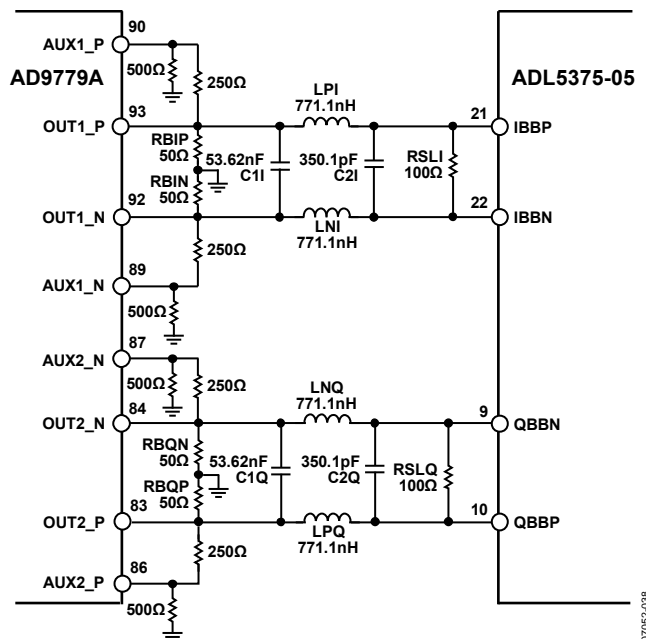 90
AUX1_P
500Ω
250Ω
AD9779A
ADL5375-05
LPI
771.1nH
93
OUT1_P
21
IBBP
RBIP
50Ω
53.62nF
C1I
350.1pF
C2I
RSLI
100Ω
RBIN
50Ω
92
OUT1_N
22
IBBN
LNI
771.1nH
250Ω
89
AUX1_N
500Ω
87
AUX2_N
500Ω
250Ω
LNQ
771.1nH
84
OUT2_N
9
QBBN
RBQN
50Ω
53.62nF
C1Q
350.1pF
C2Q
RSLQ
100Ω
RBQP
50Ω
83
OUT2_P
10
QBBP
LPQ
771.1nH
250Ω
86
AUX2_P
500Ω
07052-038